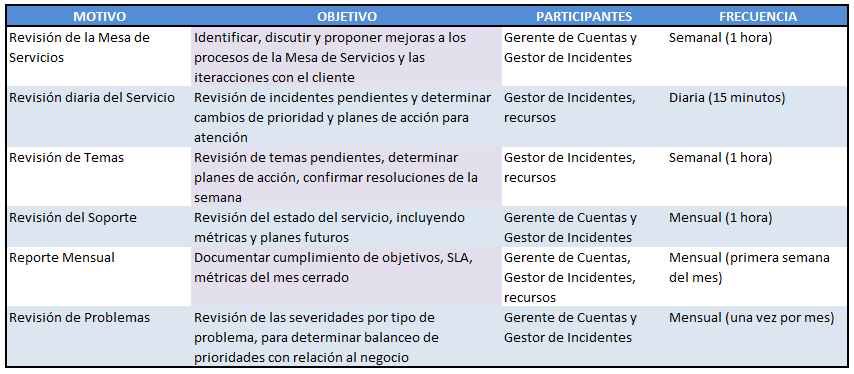 MOTIVO OBJETIVO PARTICIPANTES FRECUENCIA
Revisión de la Mesa de Servicios
Identificar, discutir y proponer mejoras a los
procesos de la Mesa de Servicios y las
iteracciones con el cliente
Gerente de Cuentas y
Gestor de Incidentes
Semanal (1 hora)
Revisión diaria del Servicio
Revisión de incidentes pendientes y determinar
cambios de prioridad y planes de acción para
atención
Gestor de Incidentes,
recursos
Diaria (15 minutos)
Revisión de Temas
Revisión de temas pendientes, determinar
planes de acción, confirmar resoluciones de la
semana
Gestor de Incidentes,
recursos
Semanal (1 hora)
Revisión del Soporte
Revisión del estado del servicio, incluyendo
métricas y planes futuros
Gerente de Cuentas y
Gestor de Incidentes
Mensual (1 hora)
Reporte Mensual
Documentar cumplimiento de objetivos, SLA,
métricas del mes cerrado
Gerente de Cuentas,
Gestor de Incidentes,
recursos
Mensual (primera semana
del mes)
Revisión de Problemas
Revisión de las severidades por tipo de
problema, para determinar balanceo de
prioridades con relación al negocio
Gerente de Cuentas y
Gestor de Incidentes
Mensual (una vez por mes)